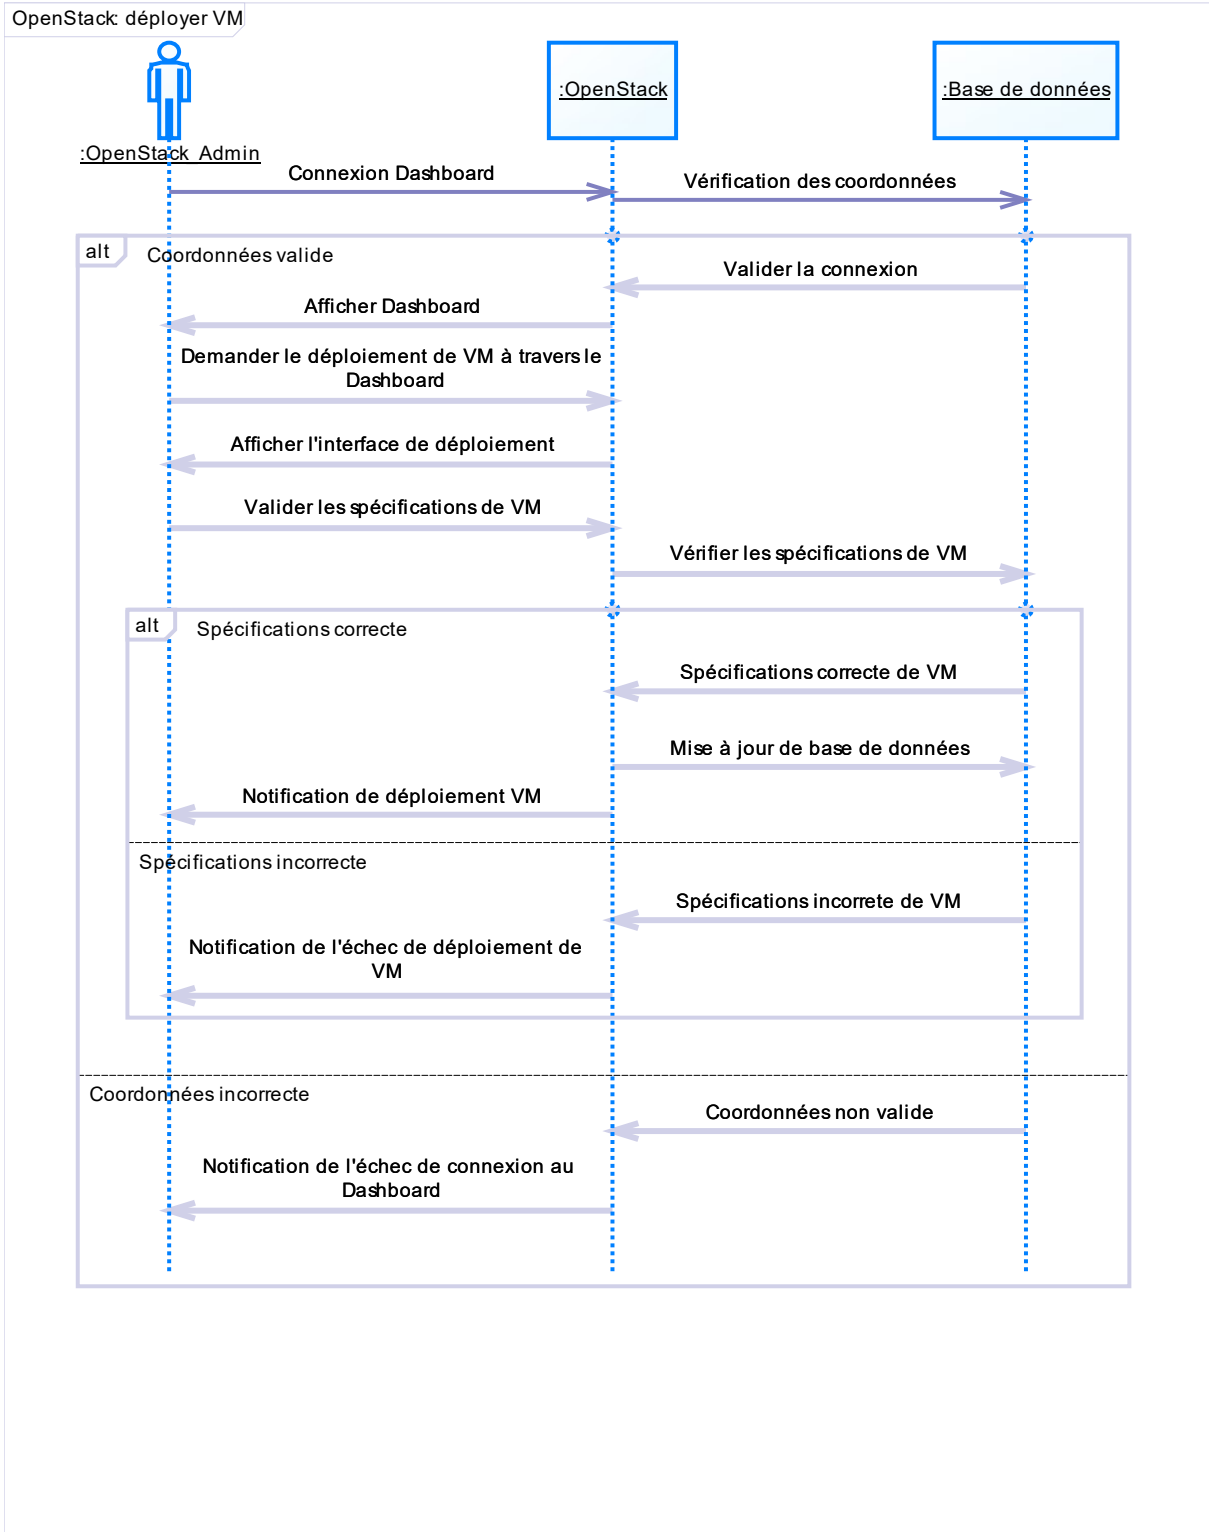 OpenStack: déployer VM
:OpenStack
:Base de données
:OpenStack_Admin
Connexion Dashboard
Vérification des coordonnées
alt
Coordonnées valide
Valider la connexion
Afficher Dashboard
Demander le déploiement de VM à travers le
Dashboard
Afficher l'interface de déploiement
Valider les spécifications de VM
Vérifier les spécifications de VM
alt
Spécifications correcte
Spécifications correcte de VM
Mise à jour de base de données
Notification de déploiement VM
Spécifications incorrecte
Spécifications incorrete de VM
Notification de l'échec de déploiement de
VM
Coordonnées incorrecte
Coordonnées non valide
Notification de l'échec de connexion au
Dashboard